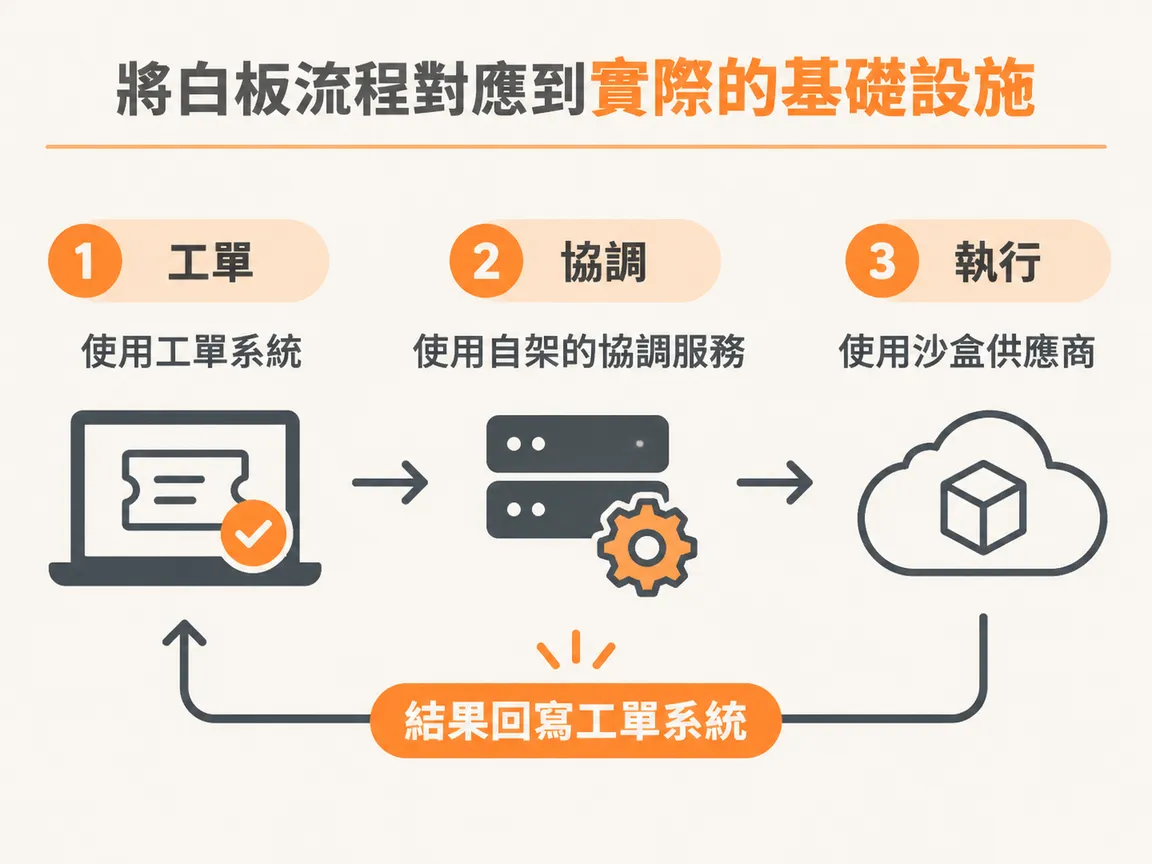 將白板流程對應到實際的基礎設施
1 工單
使用工單系統
2 協調
使用自架的協調服務
3 執行
使用沙盒供應商
結果回寫工單系統